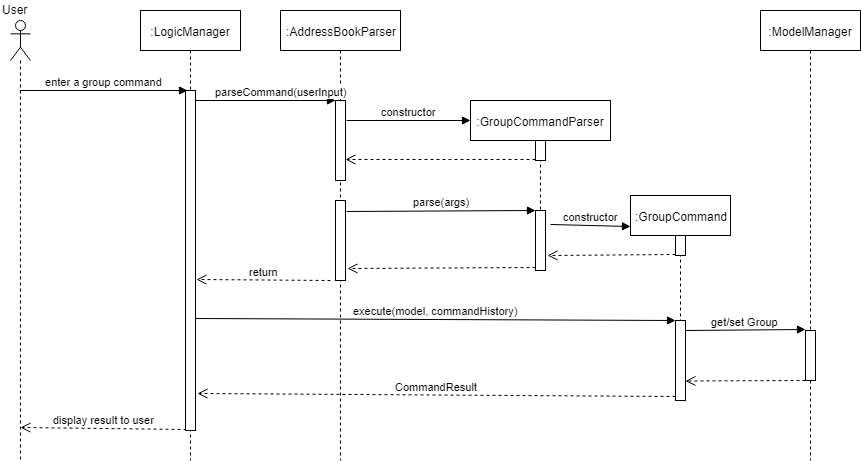 User
:LogicManager
:AddressBookParser
:ModelManager
enter a group command
parseCommand(userInput)
constructor
:GroupCommandParser
parse(args)
constructor
:GroupCommand
return
execute(model, commandHistory)
get/set Group
CommandResult
display result to user